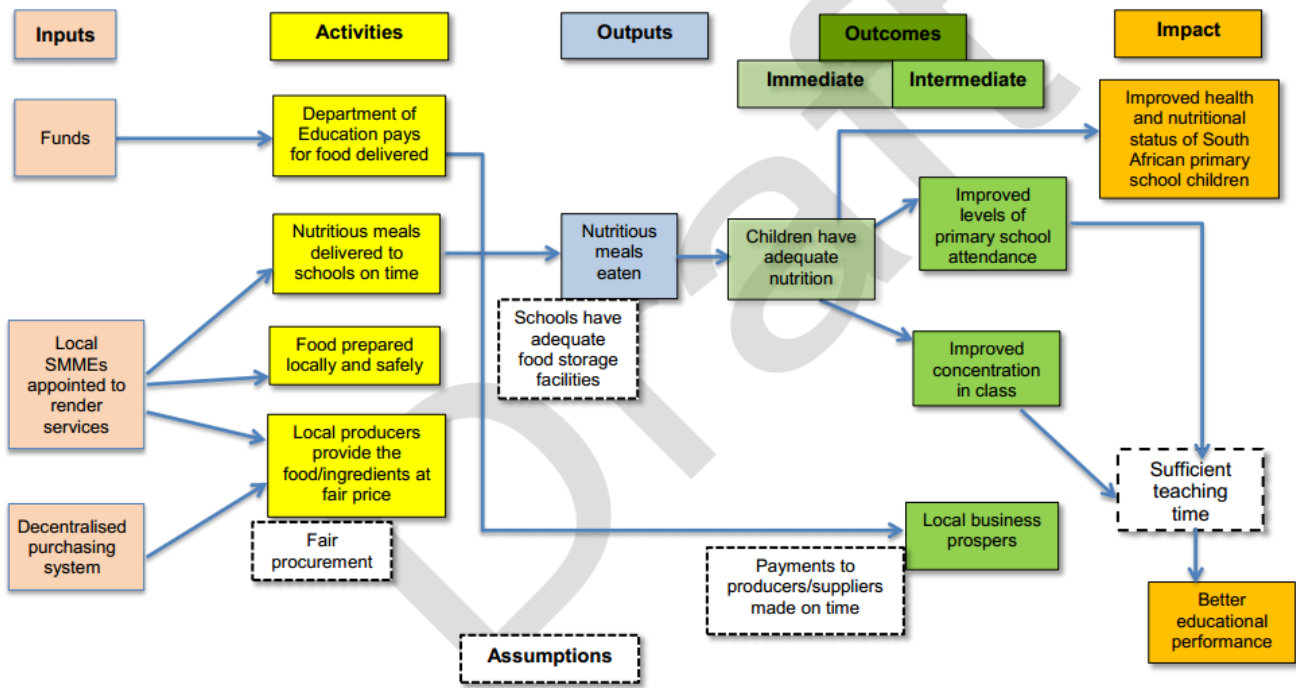 Inputs
Activities
Outputs
Outcomes
Impact
Immediate
Intermediate
Funds
Department of
Education pays
for food delivered
Improved health
and nutritional
status of South
African primary
school children
Nutritious meals
delivered to
schools on time
Nutritious
meals
eaten
Children have
adequate
nutrition
Improved
levels of
primary school
attendance
Schools have
adequate
food storage
facilities
Local
SMMEs
appointed to
render
services
Food prepared
locally and safely
Improved
concentration
in class
Local producers
provide the
food/ingredients at
fair price
Sufficient
teaching
time
Decentralised
purchasing
system
Fair
procurement
Local business
prospers
Payments to
producers/suppliers
made on time
Better
educational
performance
Assumptions
Draft